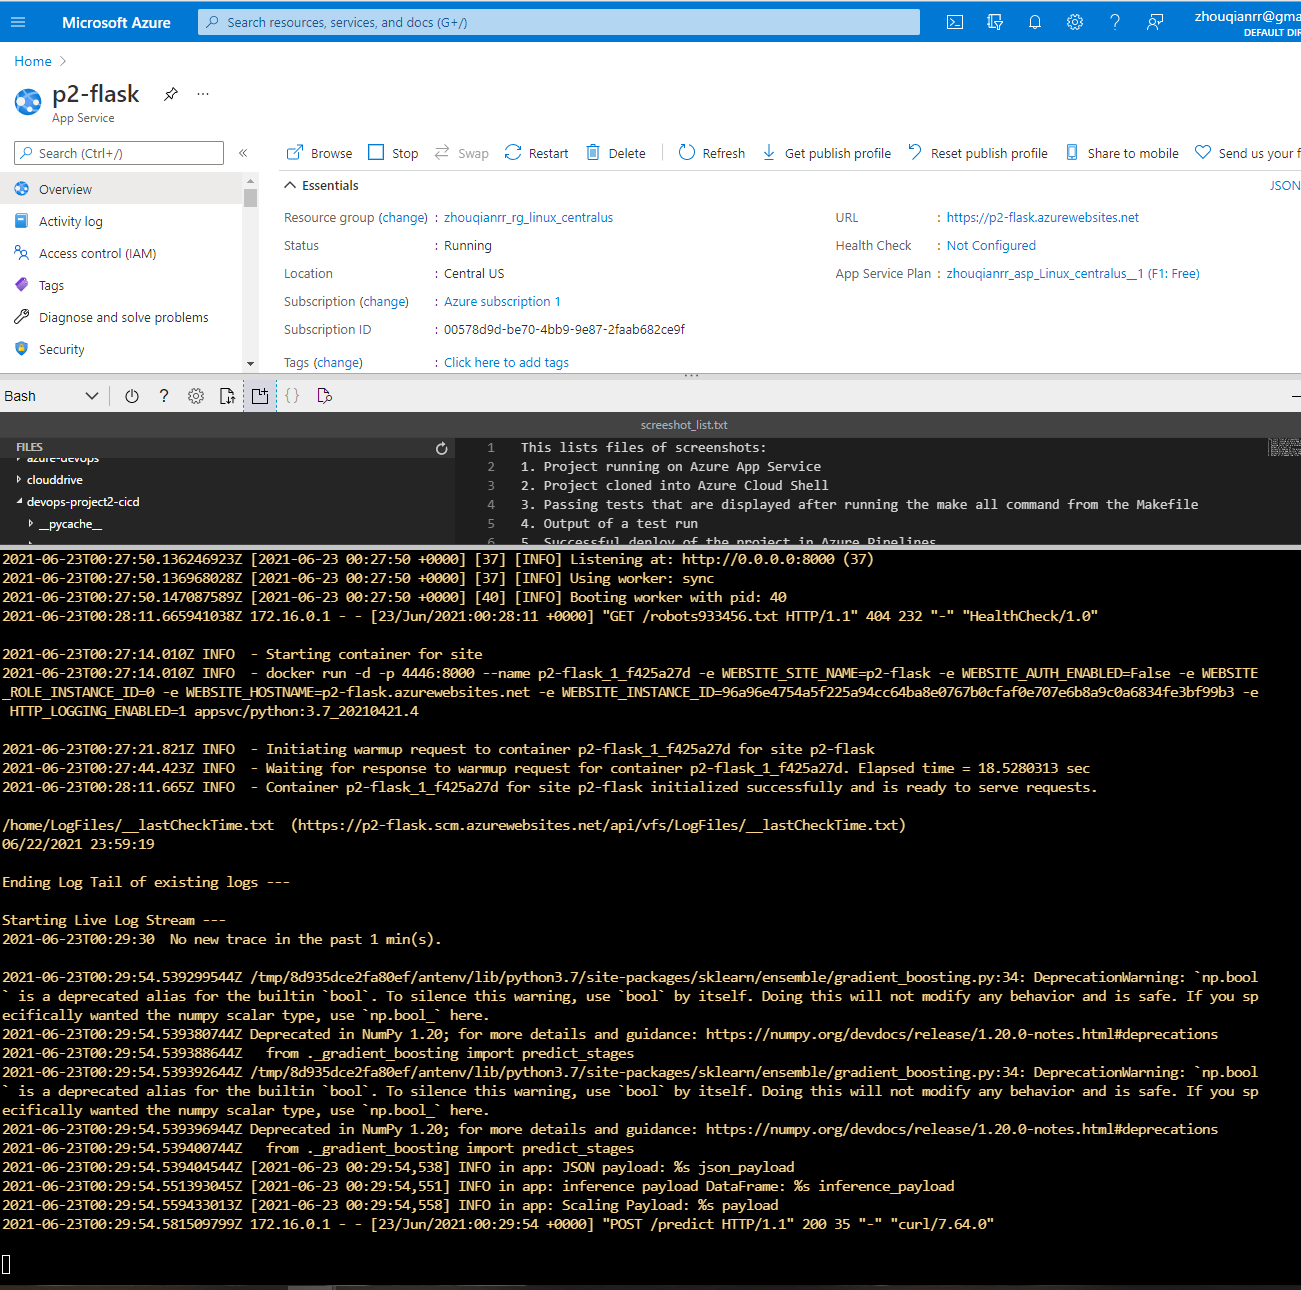 Microsoft Azure
Search resources, services, and docs (G+/)
zhouqianrr@gma
DEFAULT DIR
Home >
p2-flask
App Service
Search (Ctrl+/)
«
Browse Stop Swap Restart Delete Refresh Get publish profile Reset publish profile Share to mobile Send us your f
Overview
Activity log
Access control (IAM)
Tags
Diagnose and solve problems
Security
Essentials
JSON
Resource group (change) : zhouqianrr_rg_linux_centralus
Status : Running
Location : Central US
Subscription (change) : Azure subscription 1
Subscription ID : 00578d9d-be70-4bb9-9e87-2faab682ce9f
Tags (change) : Click here to add tags
URL : https://p2-flask.azurewebsites.net
Health Check : Not Configured
App Service Plan : zhouqianrr_asp_Linux_centralus__1 (F1: Free)
Bash
screeshot_list.txt
FILES
azure-devops
clouddrive
devops-project2-cicd
__pycache__
1 This lists files of screenshots:
2 1. Project running on Azure App Service
3 2. Project cloned into Azure Cloud Shell
4 3. Passing tests that are displayed after running the make all command from the Makefile
5 4. Output of a test run
6 5. Successful deploy of the project in Azure Pipelines
2021-06-23T00:27:50.136246923Z [2021-06-23 00:27:50 +0000] [37] [INFO] Listening at: http://0.0.0.0:8000 (37)
2021-06-23T00:27:50.136968028Z [2021-06-23 00:27:50 +0000] [37] [INFO] Using worker: sync
2021-06-23T00:27:50.147087589Z [2021-06-23 00:27:50 +0000] [40] [INFO] Booting worker with pid: 40
2021-06-23T00:28:11.665941038Z 172.16.0.1 - - [23/Jun/2021:00:28:11 +0000] "GET /robots933456.txt HTTP/1.1" 404 232 "-" "HealthCheck/1.0"
2021-06-23T00:27:14.010Z INFO  - Starting container for site
2021-06-23T00:27:14.010Z INFO  - docker run -d -p 4446:8000 --name p2-flask_1_f425a27d -e WEBSITE_SITE_NAME=p2-flask -e WEBSITE_AUTH_ENABLED=False -e WEBSITE
_ROLE_INSTANCE_ID=0 -e WEBSITE_HOSTNAME=p2-flask.azurewebsites.net -e WEBSITE_INSTANCE_ID=96a96e4754a5f225a94cc64ba8e0767b0cfaf0e707e6b8a9c0a6834fe3bf99b3 -e
HTTP_LOGGING_ENABLED=1 appsvc/python:3.7_20210421.4
2021-06-23T00:27:21.821Z INFO  - Initiating warmup request to container p2-flask_1_f425a27d for site p2-flask
2021-06-23T00:27:44.423Z INFO  - Waiting for response to warmup request for container p2-flask_1_f425a27d. Elapsed time = 18.5280313 sec
2021-06-23T00:28:11.665Z INFO  - Container p2-flask_1_f425a27d for site p2-flask initialized successfully and is ready to serve requests.
/home/LogFiles/__lastCheckTime.txt  (https://p2-flask.scm.azurewebsites.net/api/vfs/LogFiles/__lastCheckTime.txt)
06/22/2021 23:59:19
Ending Log Tail of existing logs ---
Starting Live Log Stream ---
2021-06-23T00:29:30  No new trace in the past 1 min(s).
2021-06-23T00:29:54.539299544Z /tmp/8d935dce2fa80ef/antenv/lib/python3.7/site-packages/sklearn/ensemble/gradient_boosting.py:34: DeprecationWarning: `np.bool
` is a deprecated alias for the builtin `bool`. To silence this warning, use `bool` by itself. Doing this will not modify any behavior and is safe. If you sp
ecifically wanted the numpy scalar type, use `np.bool_` here.
2021-06-23T00:29:54.539380744Z Deprecated in NumPy 1.20; for more details and guidance: https://numpy.org/devdocs/release/1.20.0-notes.html#deprecations
2021-06-23T00:29:54.539388644Z   from ._gradient_boosting import predict_stages
2021-06-23T00:29:54.539392644Z /tmp/8d935dce2fa80ef/antenv/lib/python3.7/site-packages/sklearn/ensemble/gradient_boosting.py:34: DeprecationWarning: `np.bool
` is a deprecated alias for the builtin `bool`. To silence this warning, use `bool` by itself. Doing this will not modify any behavior and is safe. If you sp
ecifically wanted the numpy scalar type, use `np.bool_` here.
2021-06-23T00:29:54.539396944Z Deprecated in NumPy 1.20; for more details and guidance: https://numpy.org/devdocs/release/1.20.0-notes.html#deprecations
2021-06-23T00:29:54.539400744Z   from ._gradient_boosting import predict_stages
2021-06-23T00:29:54.539404544Z [2021-06-23 00:29:54,538] INFO in app: JSON payload: %s json_payload
2021-06-23T00:29:54.551393045Z [2021-06-23 00:29:54,551] INFO in app: inference payload DataFrame: %s inference_payload
2021-06-23T00:29:54.559433013Z [2021-06-23 00:29:54,558] INFO in app: Scaling Payload: %s payload
2021-06-23T00:29:54.581509799Z 172.16.0.1 - - [23/Jun/2021:00:29:54 +0000] "POST /predict HTTP/1.1" 200 35 "-" "curl/7.64.0"